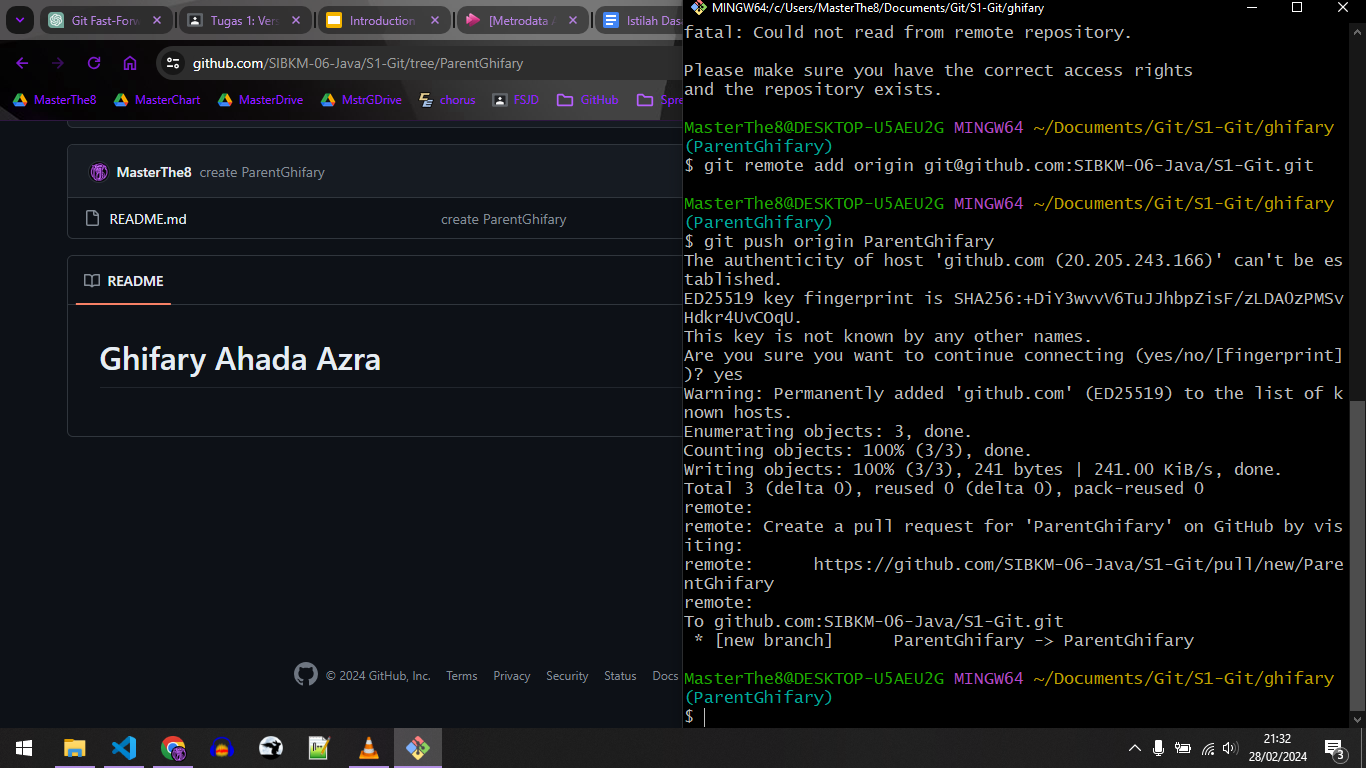 Git Fast-Forw
Tugas 1: Vers
Introduction
[Metrodata A
Istilah Dasa
github.com/SIBKM-06-Java/S1-Git/tree/ParentGhifary
MasterThe8
MasterChart
MasterDrive
MstrGDrive
chorus
FSJD
GitHub
Spre
MasterThe8 create ParentGhifary
README.md create ParentGhifary
README
Ghifary Ahada Azra
© 2024 GitHub, Inc. Terms Privacy Security Status Docs
MINGW64:/c/Users/MasterThe8/Documents/Git/S1-Git/ghifary
fatal: Could not read from remote repository.
Please make sure you have the correct access rights
and the repository exists.
MasterThe8@DESKTOP-U5AEU2G MINGW64 ~/Documents/Git/S1-Git/ghifary
(ParentGhifary)
$ git remote add origin git@github.com:SIBKM-06-Java/S1-Git.git
MasterThe8@DESKTOP-U5AEU2G MINGW64 ~/Documents/Git/S1-Git/ghifary
(ParentGhifary)
$ git push origin ParentGhifary
The authenticity of host 'github.com (20.205.243.166)' can't be es
tablished.
ED25519 key fingerprint is SHA256:+DiY3wvvV6TuJJhbpZisF/zLDA0zPMSv
Hdkr4UvCOqU.
This key is not known by any other names.
Are you sure you want to continue connecting (yes/no/[fingerprint]
)? yes
Warning: Permanently added 'github.com' (ED25519) to the list of k
nown hosts.
Enumerating objects: 3, done.
Counting objects: 100% (3/3), done.
Writing objects: 100% (3/3), 241 bytes | 241.00 KiB/s, done.
Total 3 (delta 0), reused 0 (delta 0), pack-reused 0
remote:
remote: Create a pull request for 'ParentGhifary' on GitHub by vis
iting:
remote:      https://github.com/SIBKM-06-Java/S1-Git/pull/new/Pare
ntGhifary
remote:
To github.com:SIBKM-06-Java/S1-Git.git
 * [new branch]      ParentGhifary -> ParentGhifary
MasterThe8@DESKTOP-U5AEU2G MINGW64 ~/Documents/Git/S1-Git/ghifary
(ParentGhifary)
$
21:32
28/02/2024
3